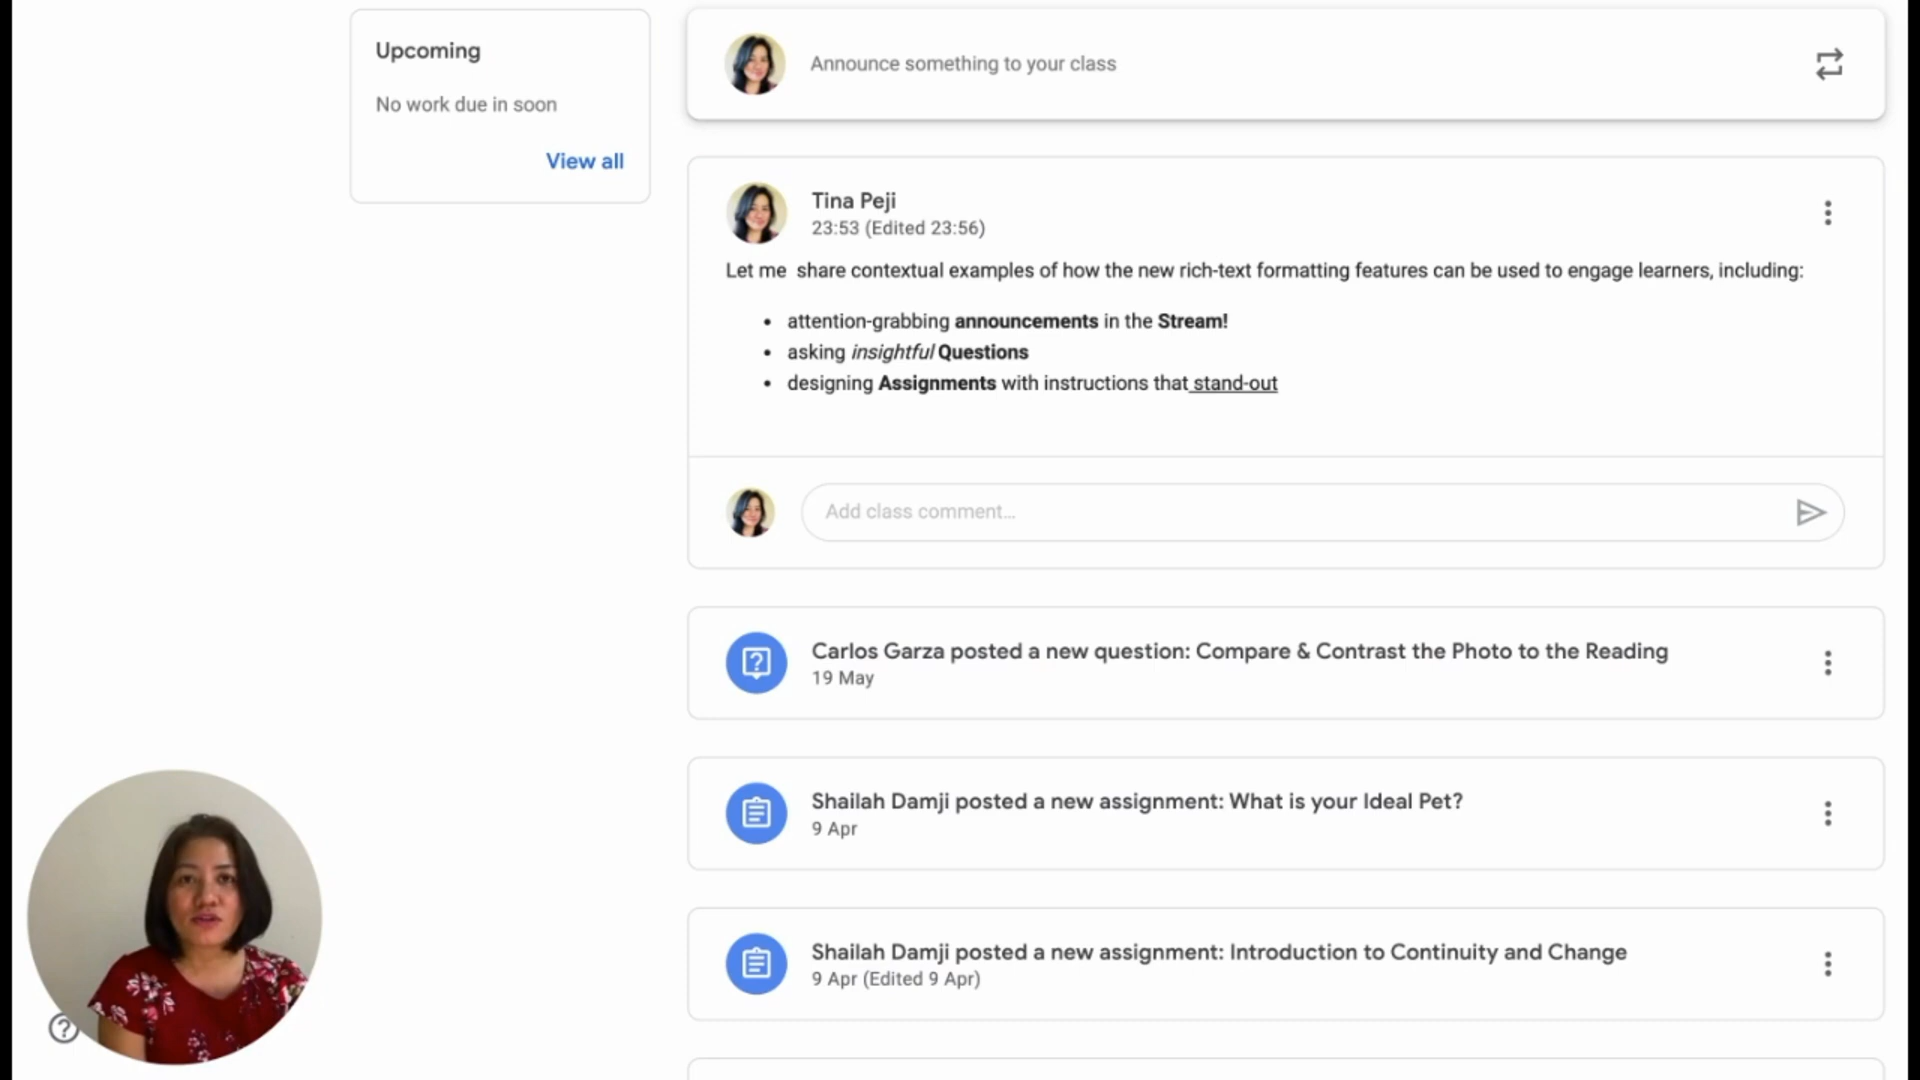 Upcoming
No work due in soon
View all
Announce something to your class
Tina Peji
23:53 (Edited 23:56)
Let me  share contextual examples of how the new rich-text formatting features can be used to engage learners, including:
• attention-grabbing announcements in the Stream!
• asking insightful Questions
• designing Assignments with instructions that stand-out
Add class comment...
Carlos Garza posted a new question: Compare & Contrast the Photo to the Reading
19 May
Shailah Damji posted a new assignment: What is your Ideal Pet?
9 Apr
Shailah Damji posted a new assignment: Introduction to Continuity and Change
9 Apr (Edited 9 Apr)